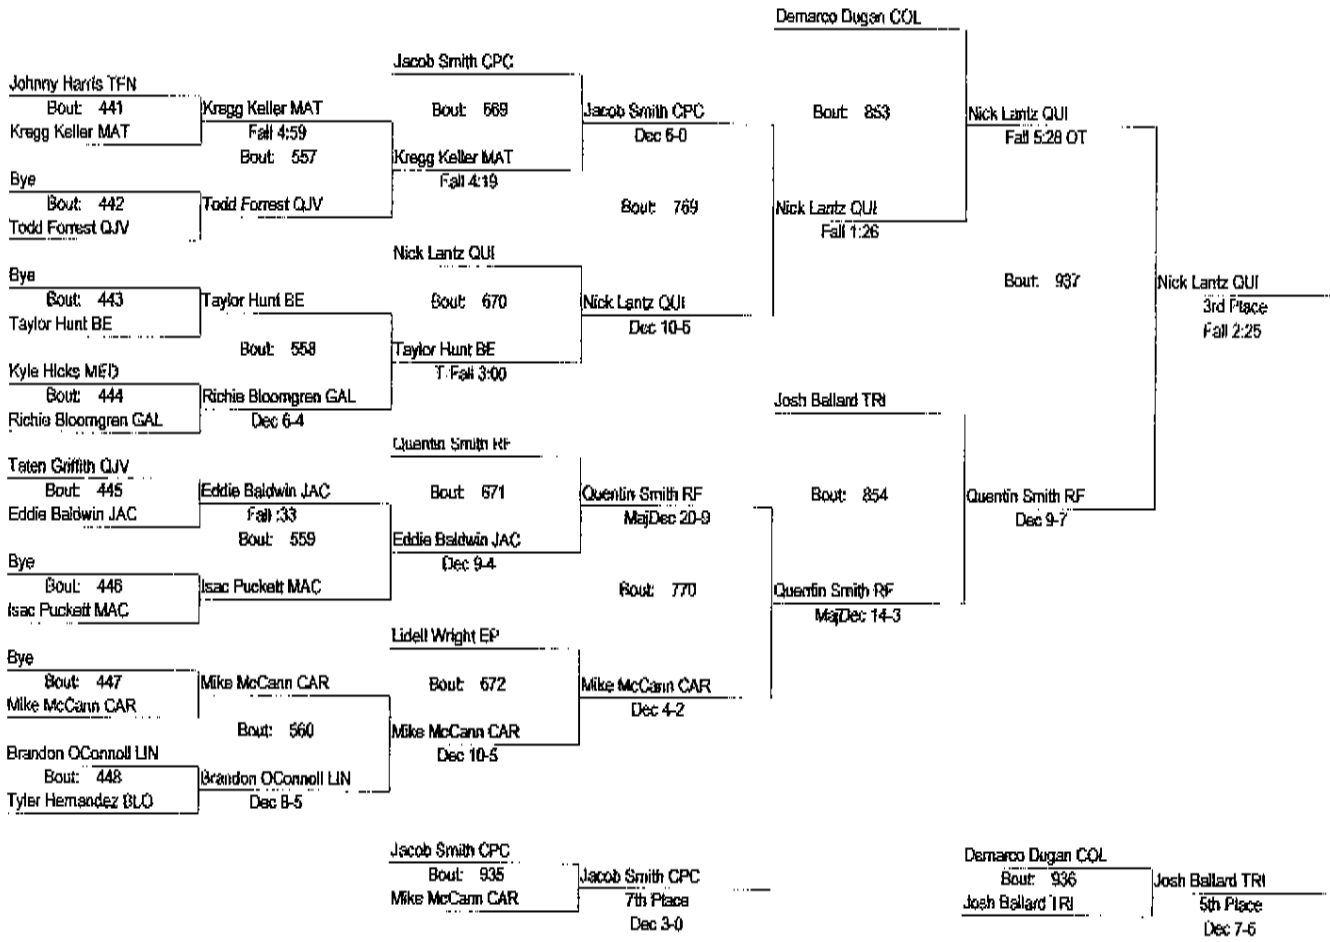 Demarco Dugan COL
Jacob Smith CPC
Johnny Harris TFN
Bout: 441
Kregg Keller MAT
Kregg Keller MAT
Fall 4:59
Bout: 557
Bout: 669
Jacob Smith CPC
Dec 6-0
Bout: 853
Nick Lantz QUI
Fall 5:28 OT
Kregg Keller MAT
Fall 4:19
Bye
Bout: 442
Todd Forrest QJV
Todd Forrest QJV
Bout: 769
Nick Lantz QUI
Fall 1:26
Nick Lantz QUI
Bye
Bout: 443
Taylor Hunt BE
Taylor Hunt BE
Bout: 670
Nick Lantz QUI
Dec 10-5
Bout: 937
Nick Lantz QUI
3rd Place
Fall 2:25
Bout: 558
Taylor Hunt BE
T. Fall 3:00
Kyle Hicks MED
Bout: 444
Richie Bloomgren GAL
Richie Bloomgren GAL
Dec 6-4
Josh Ballard TRI
Quentin Smith RF
Taten Griffith QJV
Bout: 445
Eddie Baldwin JAC
Eddie Baldwin JAC
Fall :33
Bout: 559
Bout: 671
Quentin Smith RF
MajDec 20-9
Bout: 854
Quentin Smith RF
Dec 9-7
Eddie Baldwin JAC
Dec 9-4
Bye
Bout: 446
Isac Puckett MAC
Isac Puckett MAC
Bout: 770
Quentin Smith RF
MajDec 14-3
Lidell Wright EP
Bye
Bout: 447
Mike McCann CAR
Mike McCann CAR
Bout: 672
Mike McCann CAR
Dec 4-2
Bout: 560
Mike McCann CAR
Dec 10-5
Brandon OConnoll LIN
Bout: 448
Tyler Hernandez BLO
Brandon OConnoll LIN
Dec 8-5
Jacob Smith CPC
Bout: 935
Mike McCann CAR
Jacob Smith CPC
7th Place
Dec 3-0
Demarco Dugan COL
Bout: 936
Josh Ballard TRI
Josh Ballard TRI
5th Place
Dec 7-6